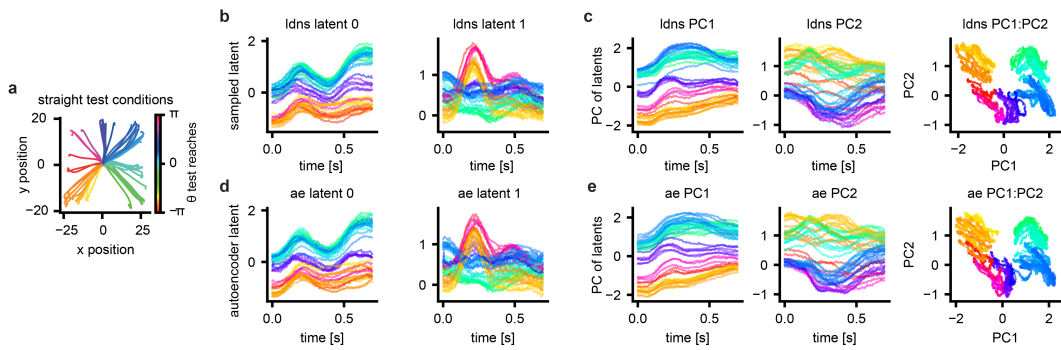 a
straight test conditions
20
0
−20
y position
−25
0
25
x position
π
0
−π
θ test reaches
b
ldns latent 0
2
0
sampled latent
0.0
0.5
time [s]
ldns latent 1
1
0
0.0
0.5
time [s]
c
ldns PC1
2
0
−2
PC of latents
0.0
0.5
time [s]
ldns PC2
1
0
−1
0.0
0.5
time [s]
ldns PC1:PC2
1
0
−1
PC2
−2
0
2
PC1
d
ae latent 0
2
0
autoencoder latent
0.0
0.5
time [s]
ae latent 1
1
0
0.0
0.5
time [s]
e
ae PC1
2
0
−2
PC of latents
0.0
0.5
time [s]
ae PC2
1
0
−1
0.0
0.5
time [s]
ae PC1:PC2
1
0
−1
PC2
−2
0
2
PC1